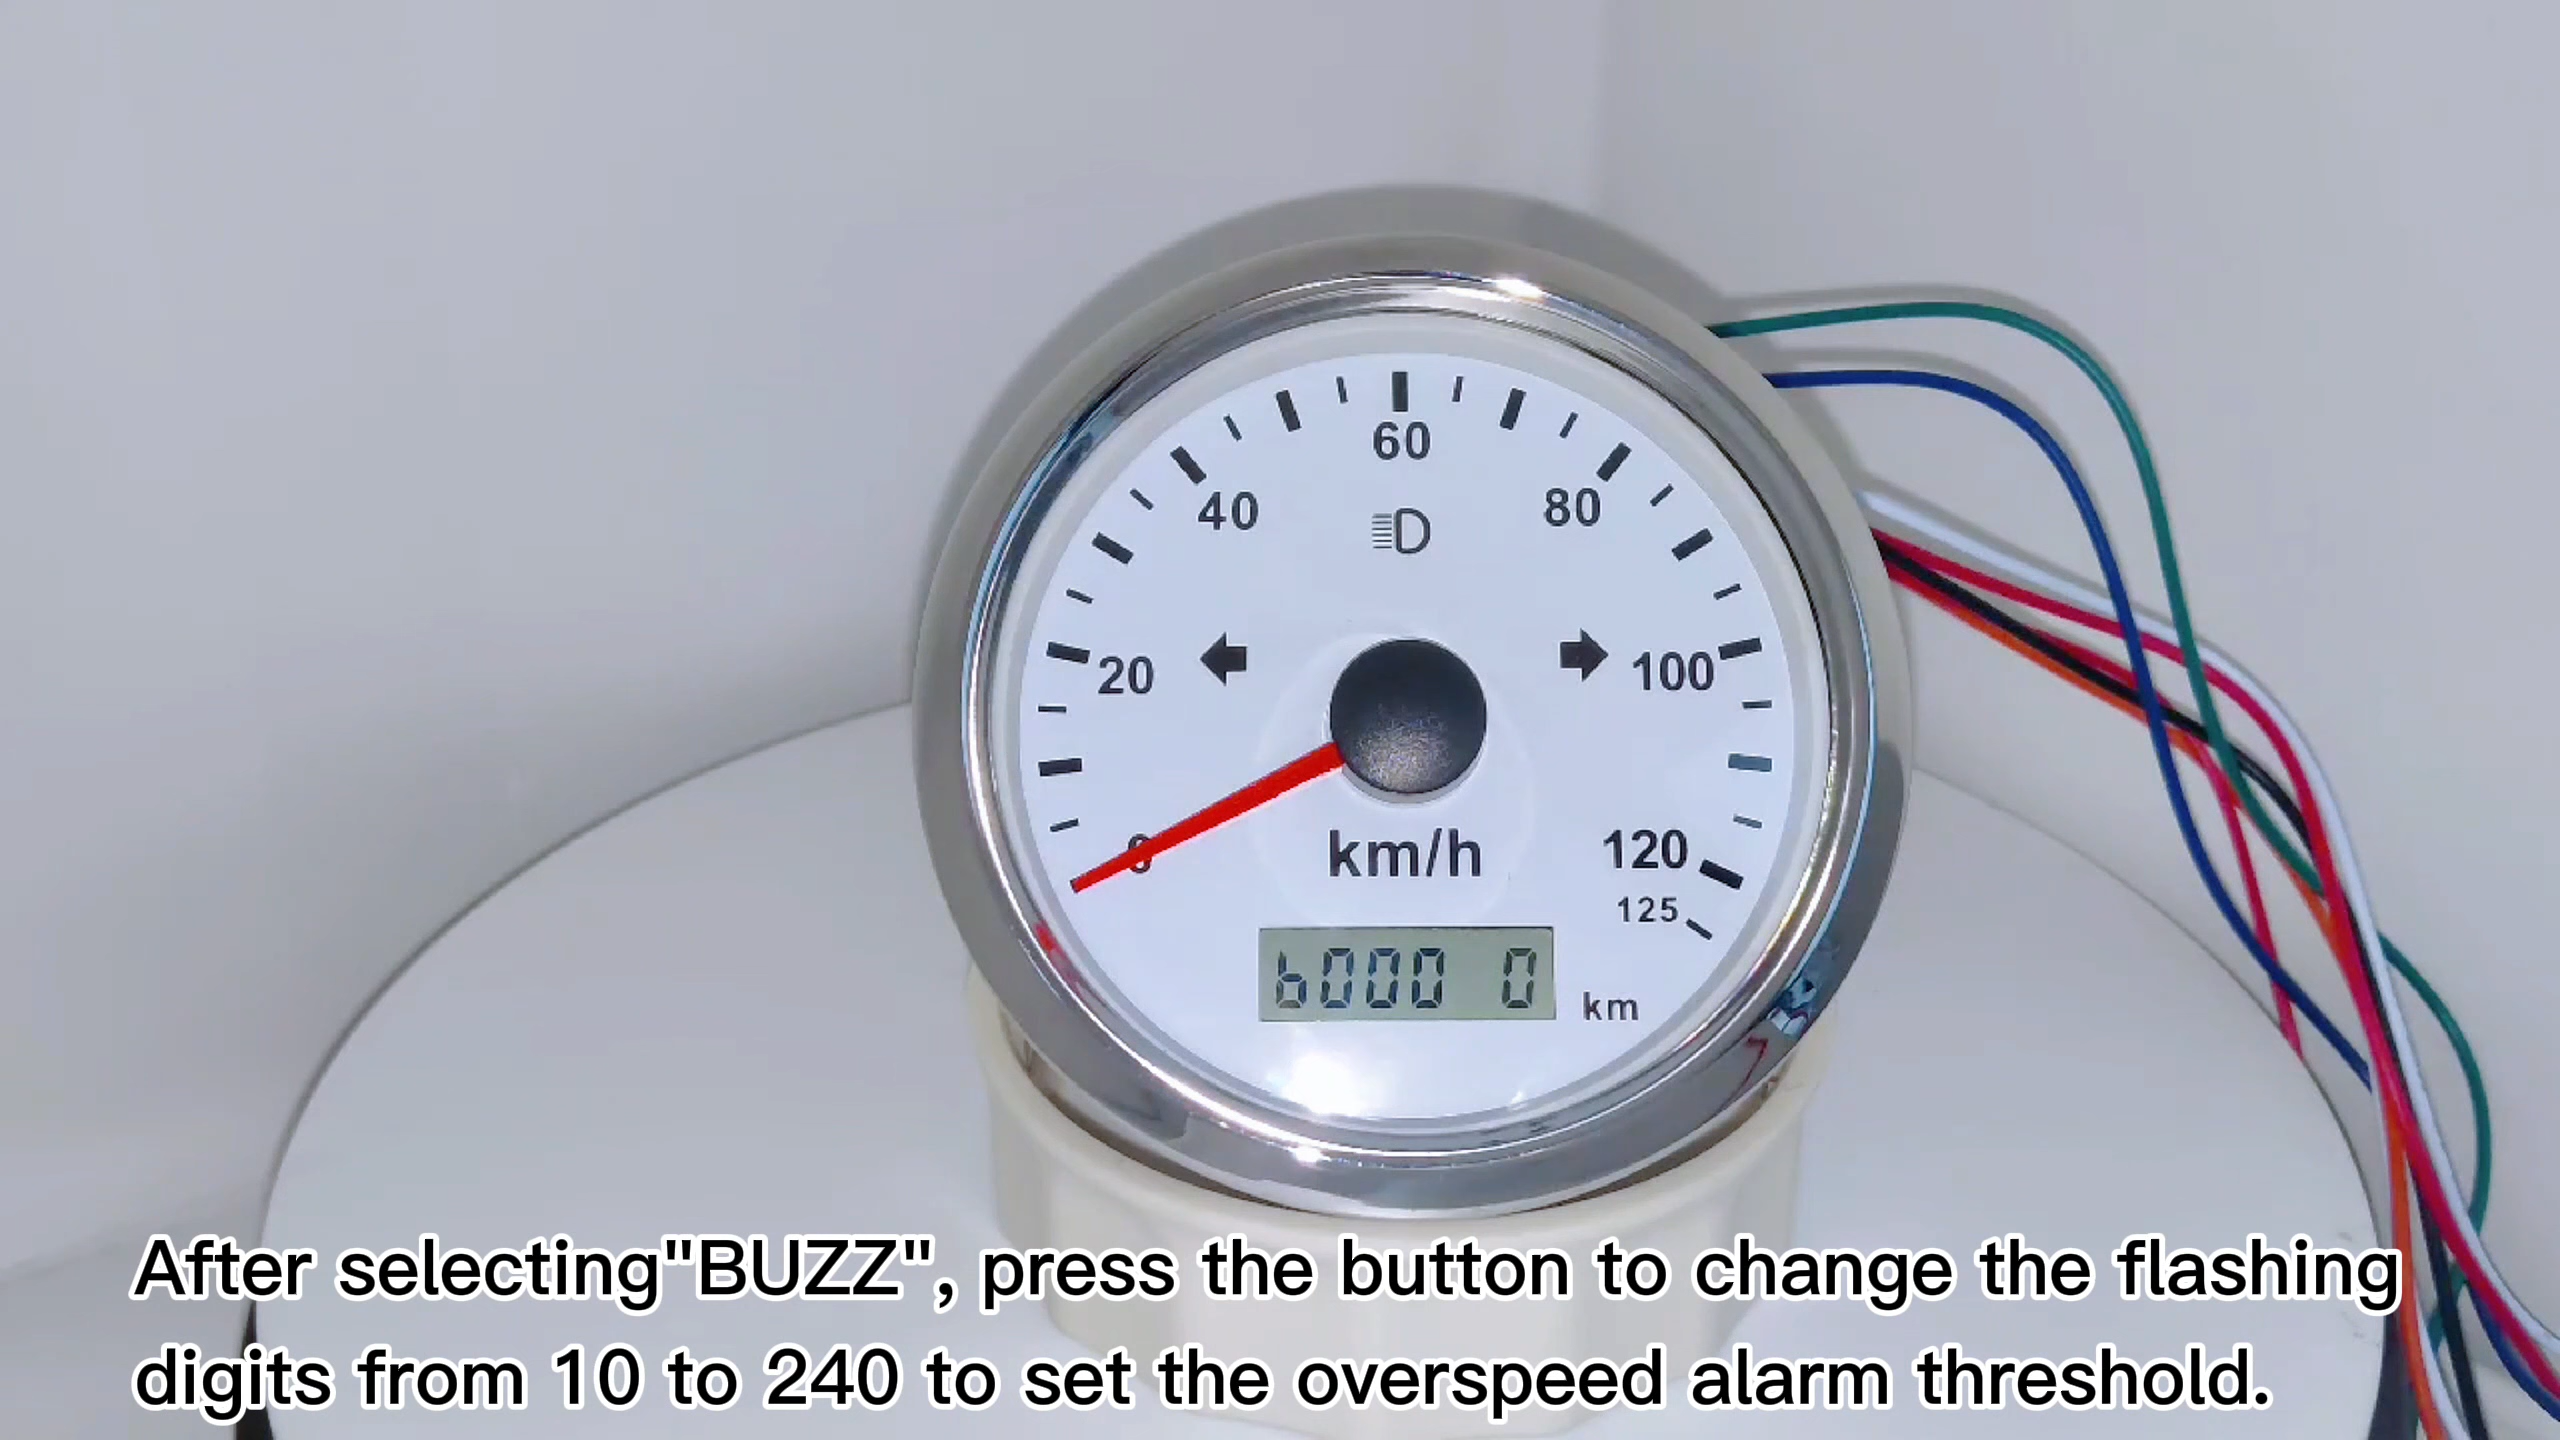 60
40
80
20
100
0
km/h
120
125
b000 0
km
After selecting"BUZZ", press the button to change the flashing
digits from 10 to 240 to set the overspeed alarm threshold.